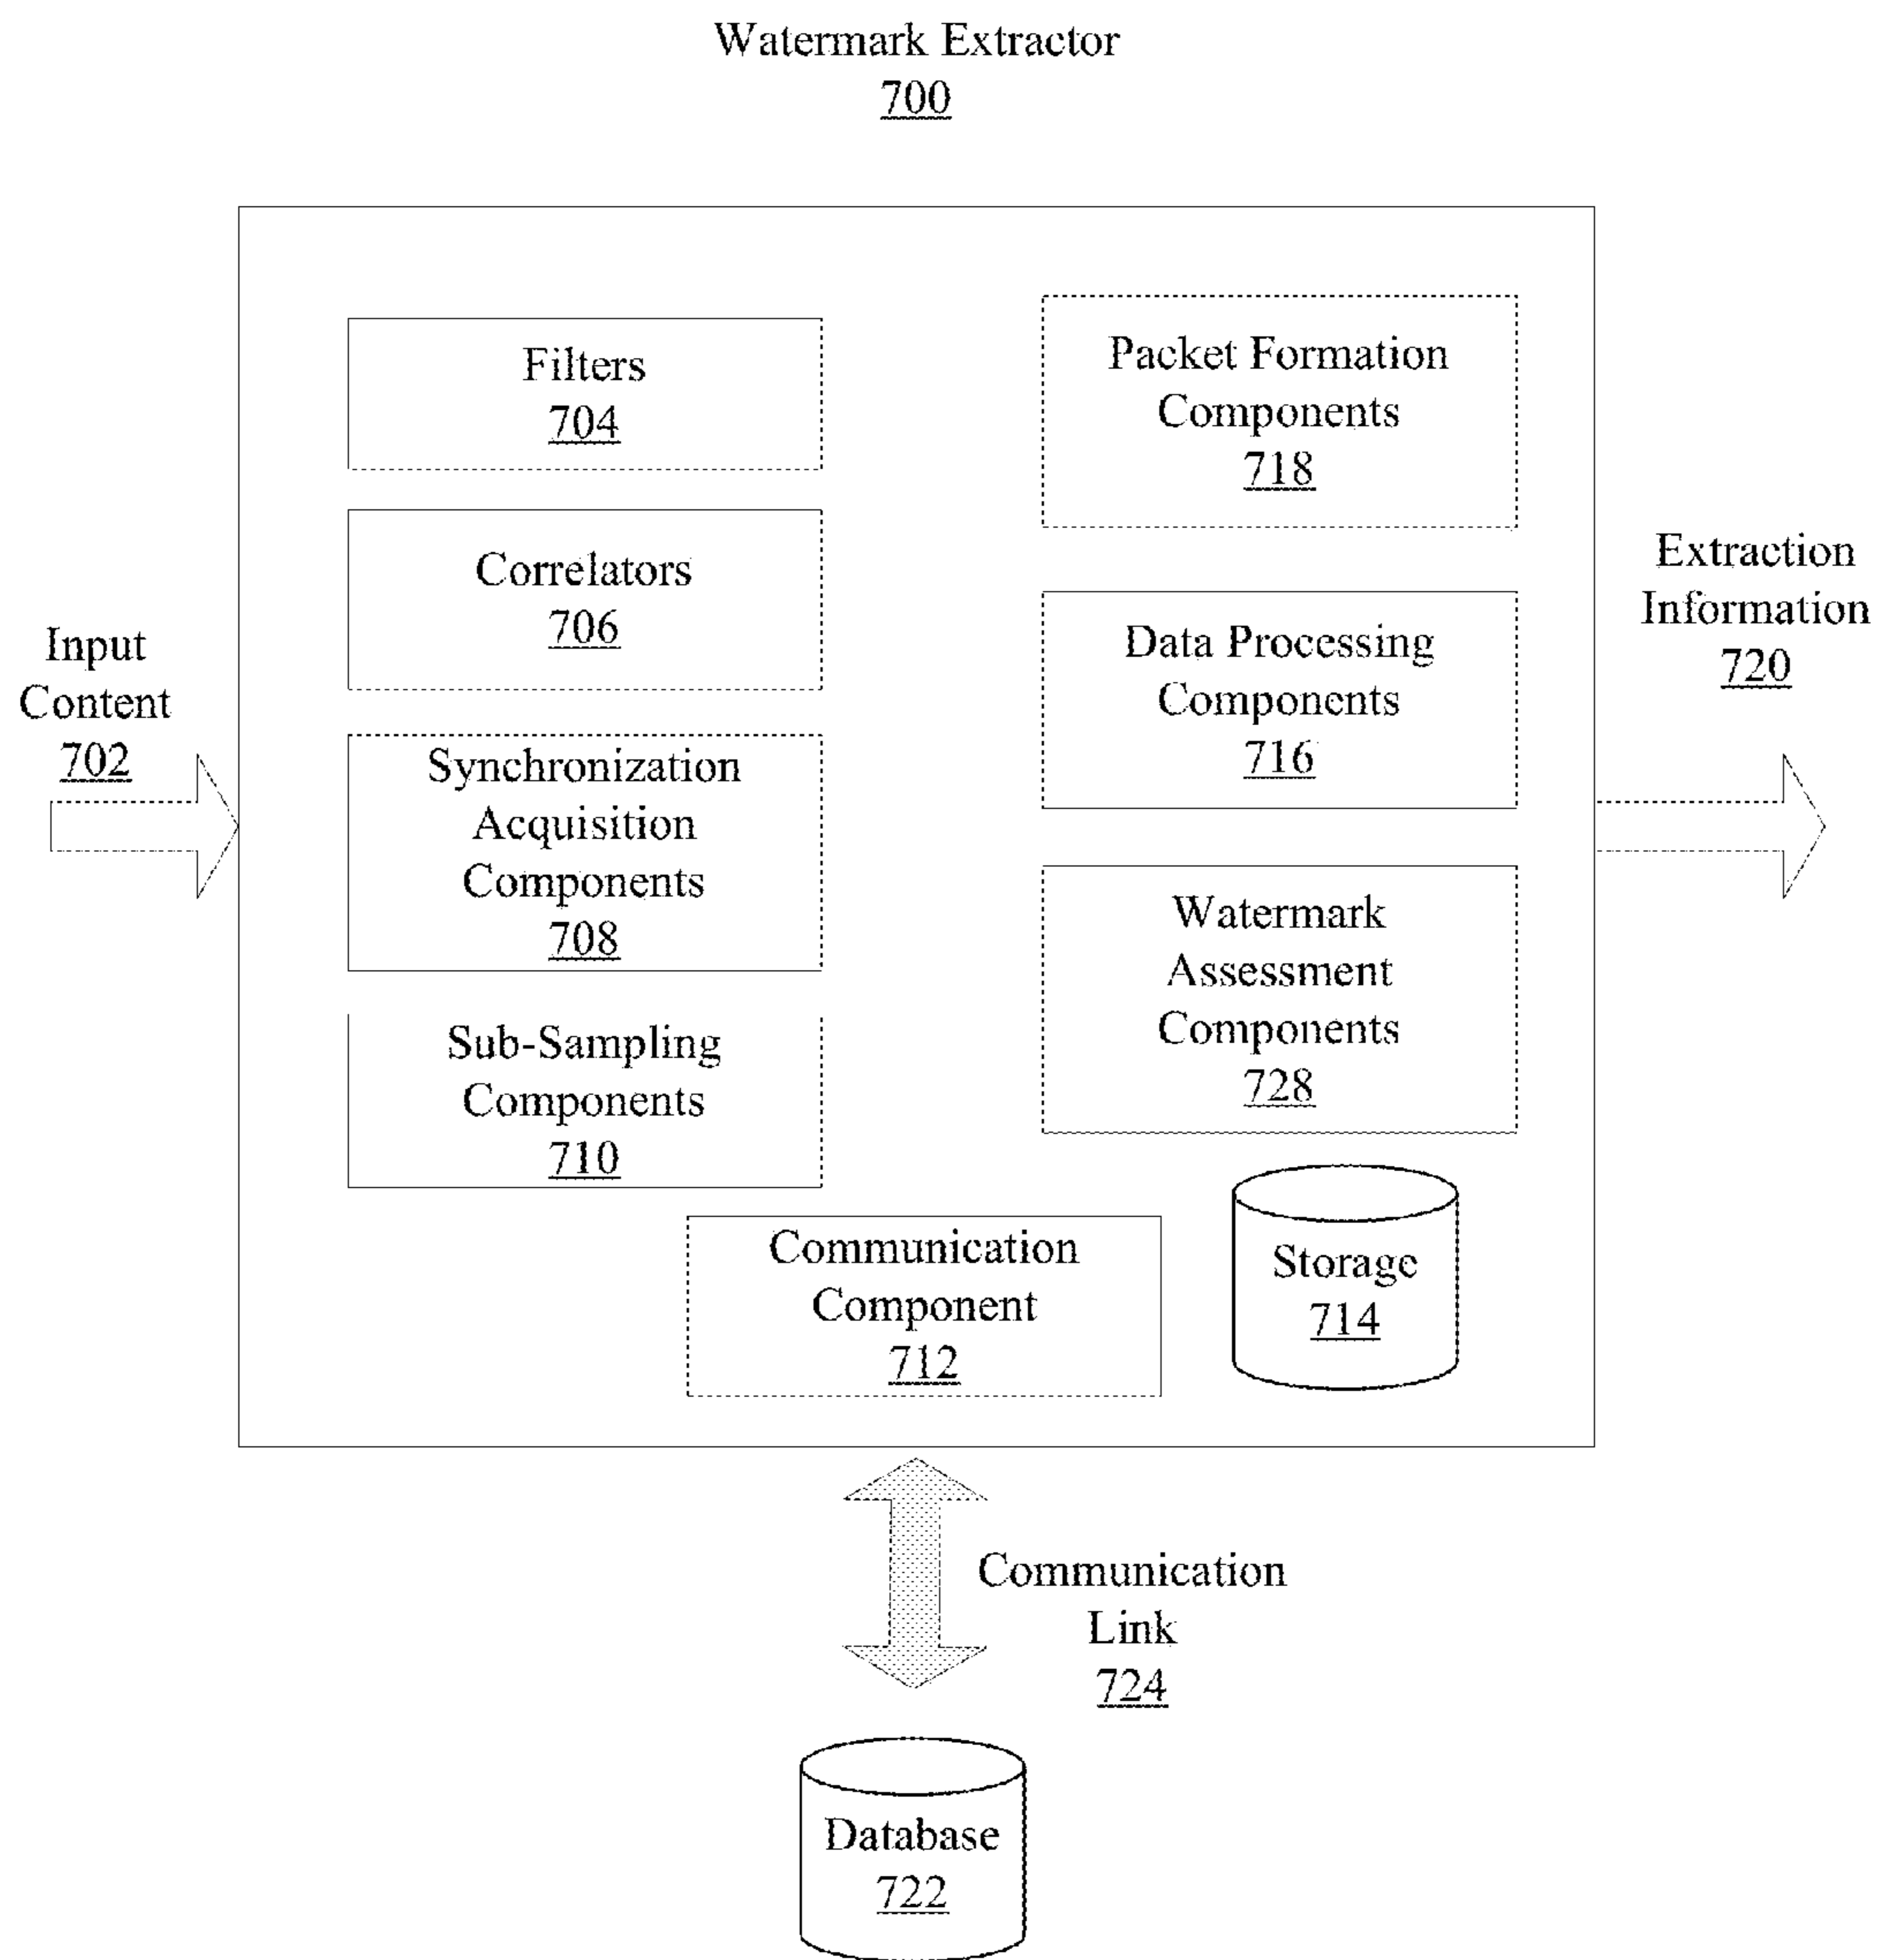 Watermark Extractor
700
Input
Content
702
Filters
704
Correlators
706
Synchronization
Acquisition
Components
708
Sub-Sampling
Components
710
Packet Formation
Components
718
Data Processing
Components
716
Watermark
Assessment
Components
728
Communication
Component
712
Storage
714
Extraction
Information
720
Communication
Link
724
Database
722